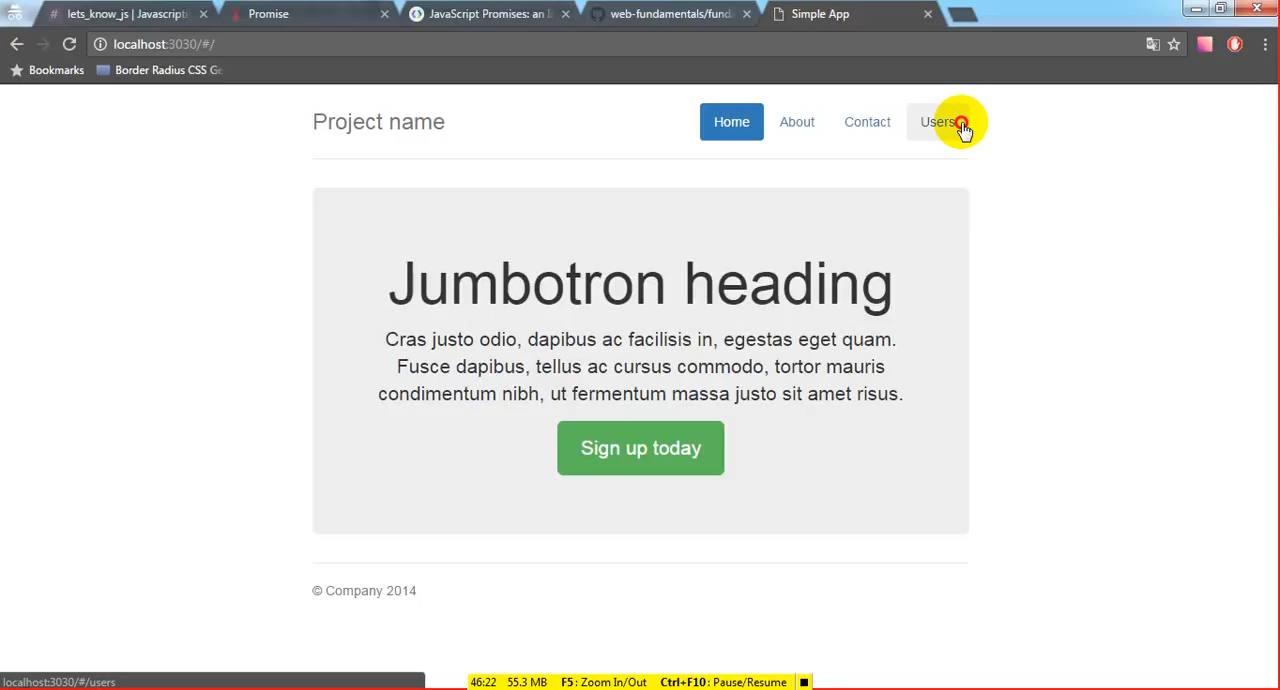 # lets_know_js | Javascript
Promise
JavaScript Promises: an I
web-fundamentals/fund
Simple App
localhost:3030/#/
Bookmarks
Border Radius CSS Ge
Project name
Home
About
Contact
Users
Jumbotron heading
Cras justo odio, dapibus ac facilisis in, egestas eget quam.
Fusce dapibus, tellus ac cursus commodo, tortor mauris
condimentum nibh, ut fermentum massa justo sit amet risus.
Sign up today
© Company 2014
localhost:3030/#/users
46:22 55.3 MB F5: Zoom In/Out Ctrl+F10: Pause/Resume